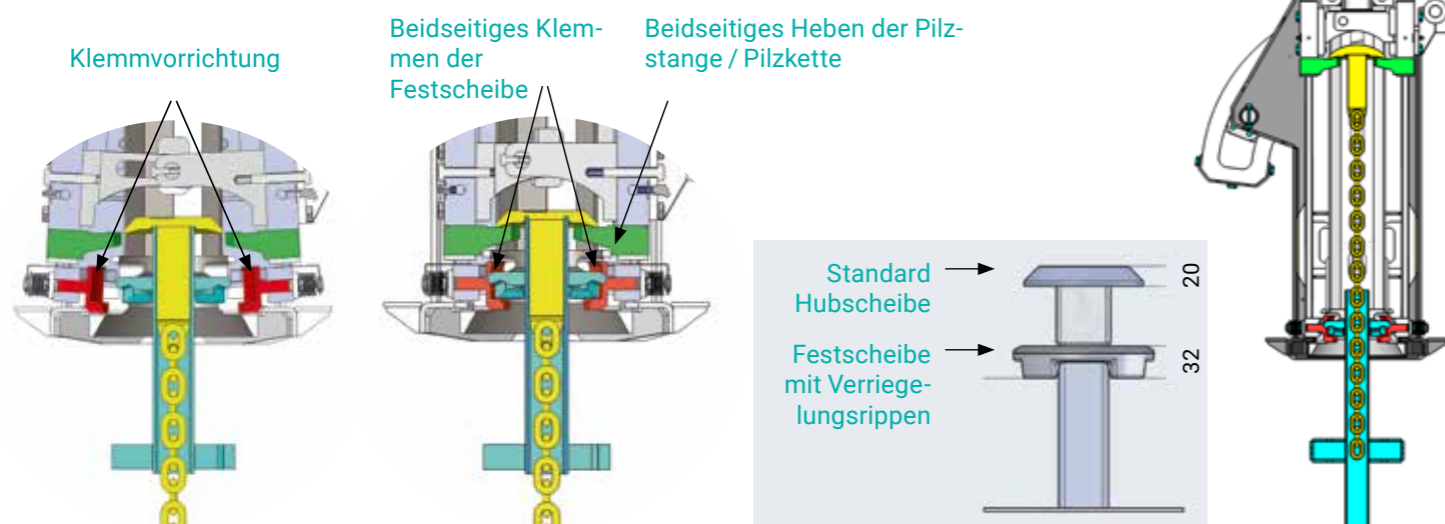 Klemmvorrichtung
Beidseitiges Klem-
men der
Festscheibe
Beidseitiges Heben der Pilz-
stange / Pilzkette
Standard
Hubscheibe
20
Festscheibe
mit Verriege-
lungsrippen
32